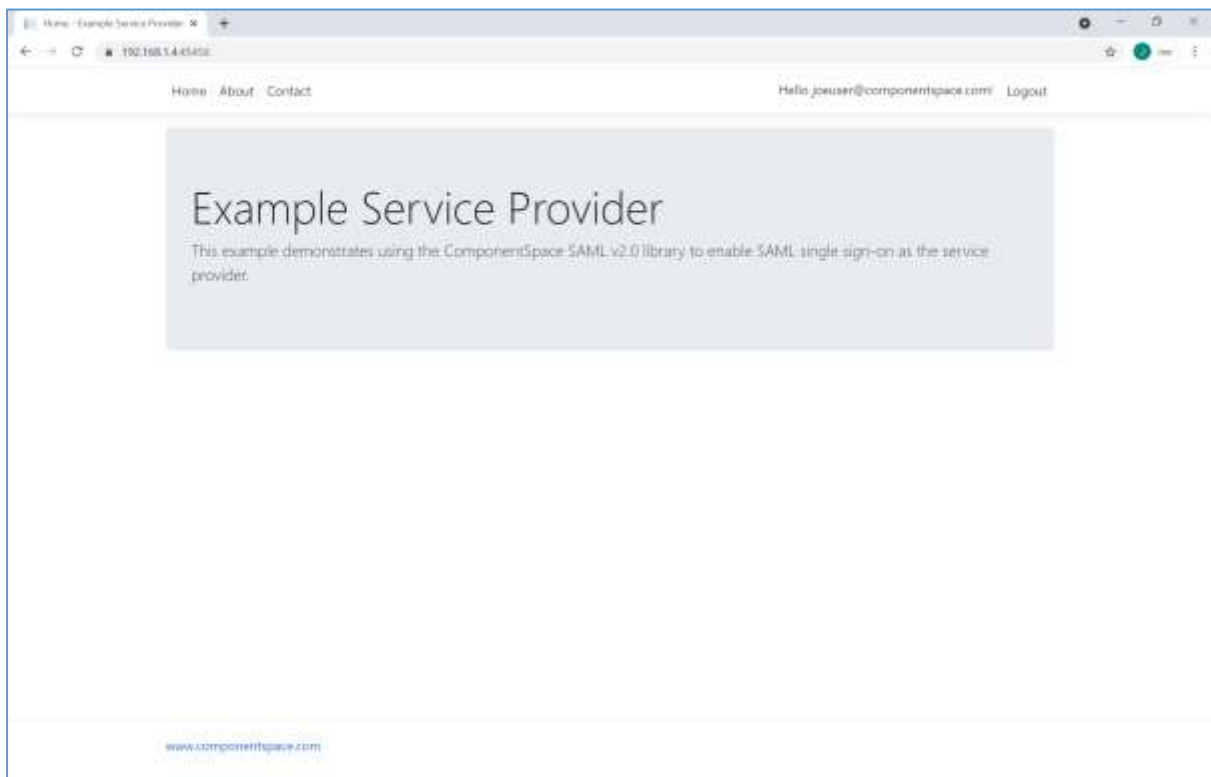 Home - Example Service Provider
192.168.1.4:45458
Home About Contact
Hello joeuser@componentspace.com! Logout
Example Service Provider
This example demonstrates using the ComponentSpace SAML v2.0 library to enable SAML single sign-on as the service
provider.
www.componentspace.com